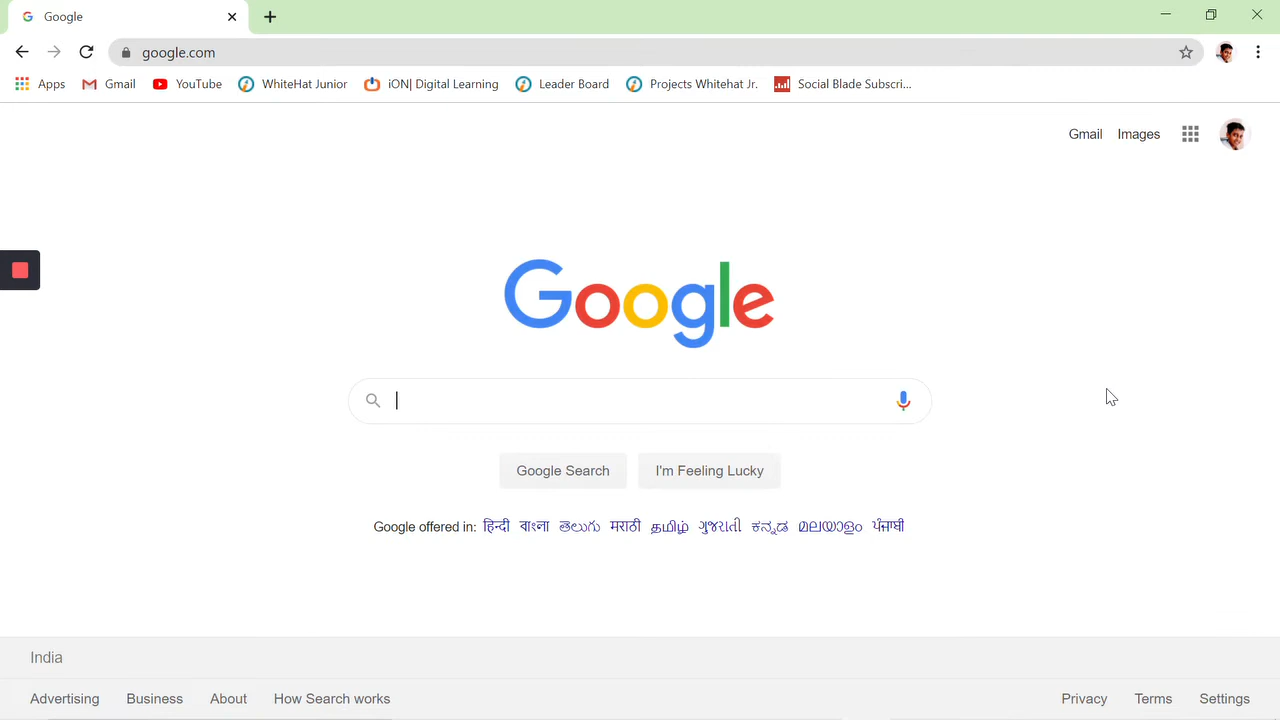 Google
google.com
Apps Gmail YouTube WhiteHat Junior iON| Digital Learning Leader Board Projects Whitehat Jr. Social Blade Subscri...
Gmail Images
Google
Google Search I'm Feeling Lucky
Google offered in: हिन्दी বাংলা తెలుగు मराठी தமிழ் ગુજરાતી ಕನ್ನಡ മലയാളം ਪੰਜਾਬੀ
India
Advertising Business About How Search works Privacy Terms Settings